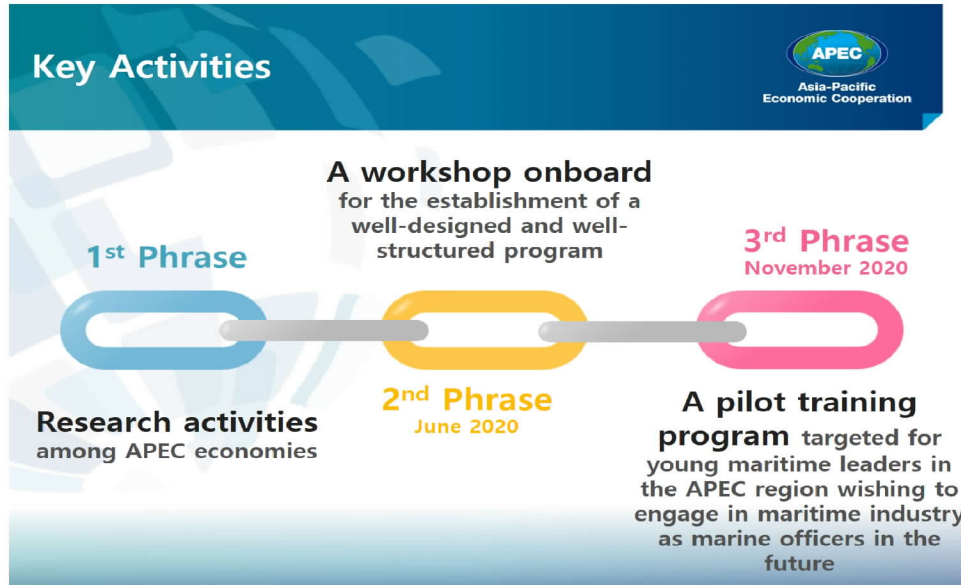 Key Activities
APEC
Asia-Pacific
Economic Cooperation
1st Phrase
Research activities
among APEC economies
A workshop onboard
for the establishment of a
well-designed and well-
structured program
2nd Phrase
June 2020
3rd Phrase
November 2020
A pilot training
program targeted for
young maritime leaders in
the APEC region wishing to
engage in maritime industry
as marine officers in the
future